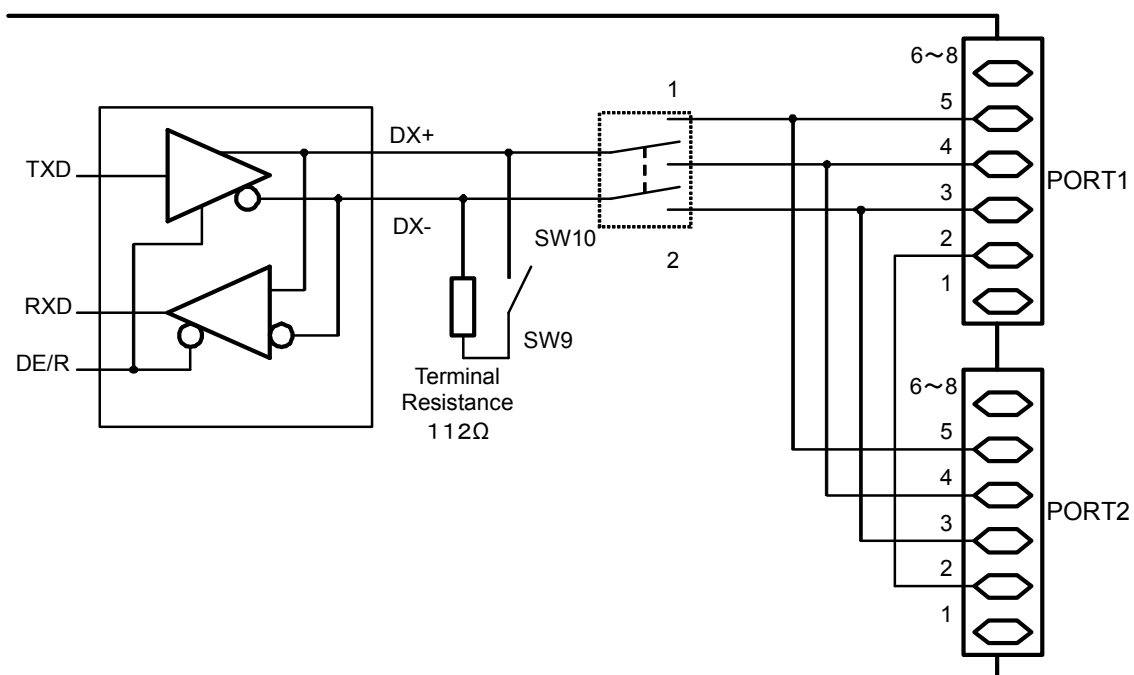 6～8
1
5
DX+
4
TXD
PORT1
3
DX-
SW10
2
2
1
RXD
SW9
DE/R
Terminal
Resistance
112Ω
6～8
5
4
PORT2
3
2
1